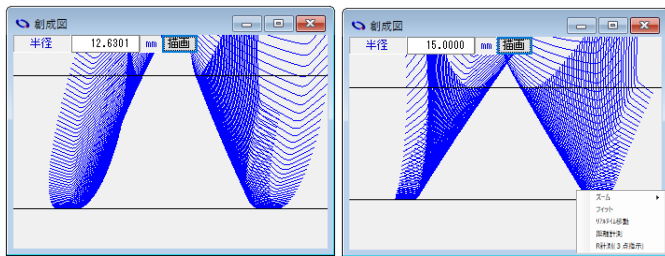 創成図
半径 12.6301 mm 描画
創成図
半径 15.0000 mm 描画
ズーム
フィット
リアルタイム移動
距離計測
R計測(3点指示)